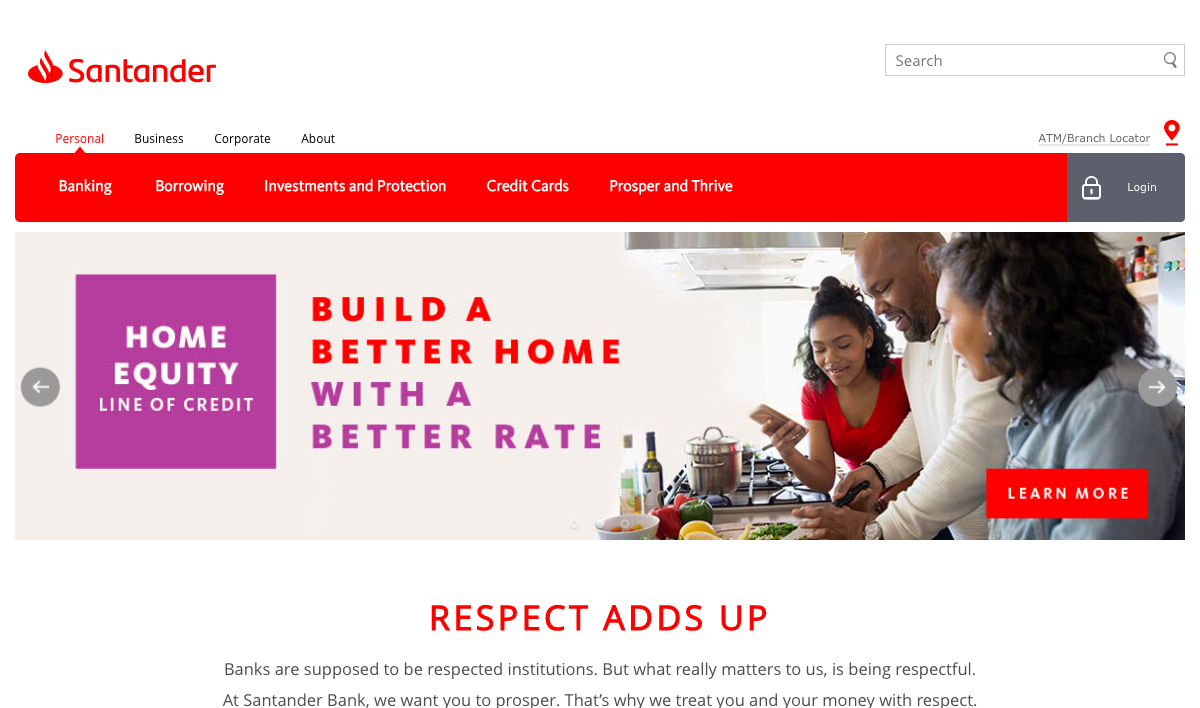 Santander
Search
Personal
Business
Corporate
About
ATM/Branch Locator
Banking
Borrowing
Investments and Protection
Credit Cards
Prosper and Thrive
Login
HOME
EQUITY
LINE OF CREDIT
BUILD A
BETTER HOME
WITH A
BETTER RATE
LEARN MORE
RESPECT ADDS UP
Banks are supposed to be respected institutions. But what really matters to us, is being respectful.
At Santander Bank, we want you to prosper. That’s why we treat you and your money with respect.